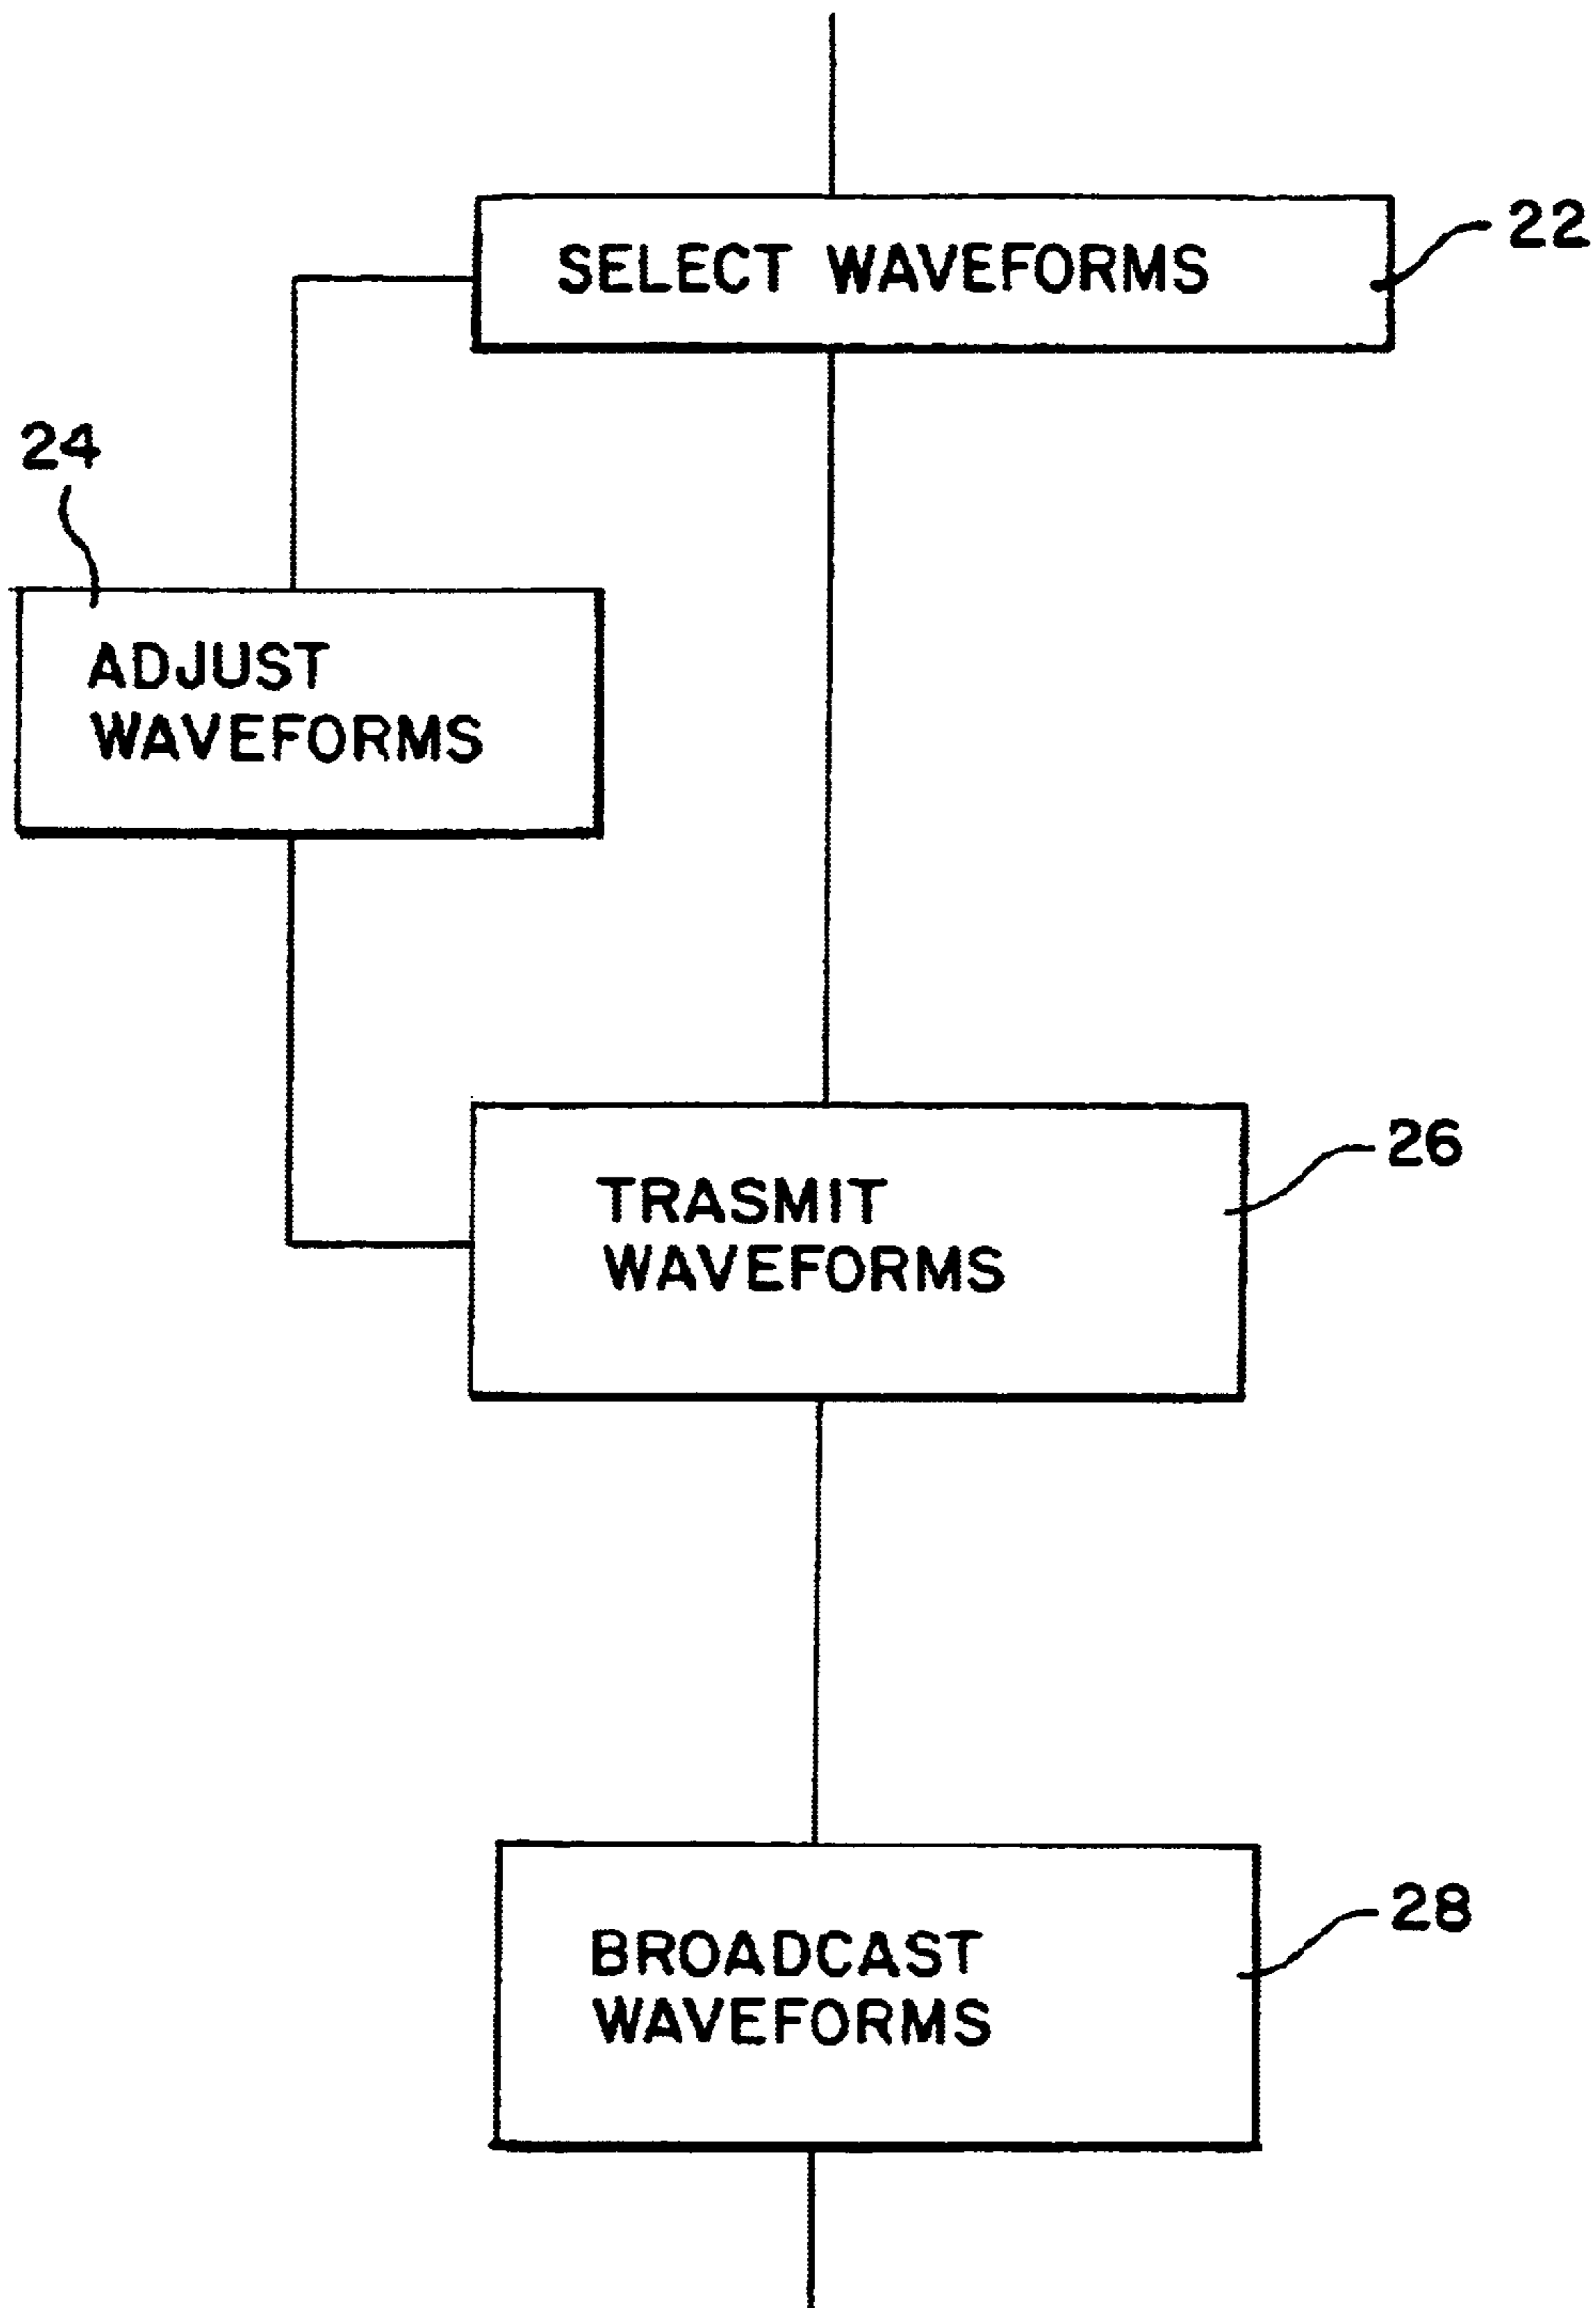 SELECT WAVEFORMS
22
24
ADJUST
WAVEFORMS
26
TRASMIT
WAVEFORMS
28
BROADCAST
WAVEFORMS